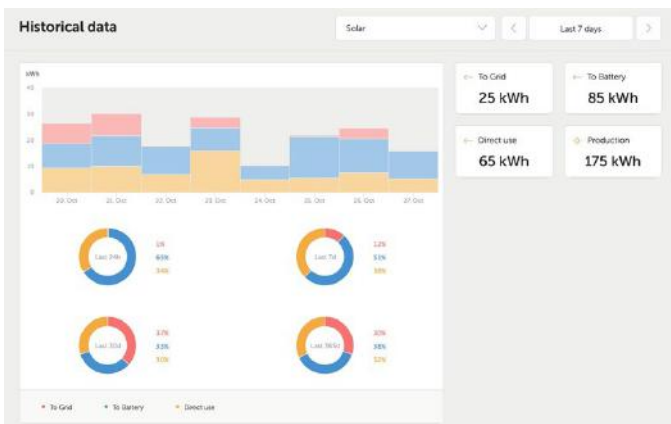 Historical data
Solar
Last 7 days
kWh
40
30
20
10
0
20. Oct
21. Oct
22. Oct
23. Oct
24. Oct
25. Oct
26. Oct
27. Oct
To Grid
25 kWh
To Battery
85 kWh
Direct use
65 kWh
Production
175 kWh
Last 24h
34%
Last 7d
12%
Last 30d
37%
33%
Last 365d
30%
38%
32%
To Grid
To Battery
Direct use